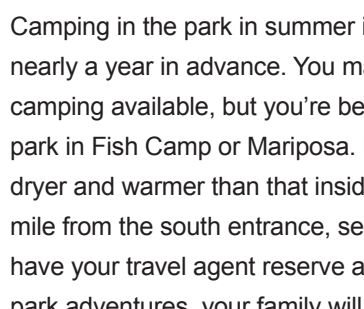 Camping in the park in summer
nearly a year in advance. You
camping available, but you're
park in Fish Camp or Mariposa.
dryer and warmer than that
mile from the south entrance,
have your travel agent reserve
park adventures, your family will